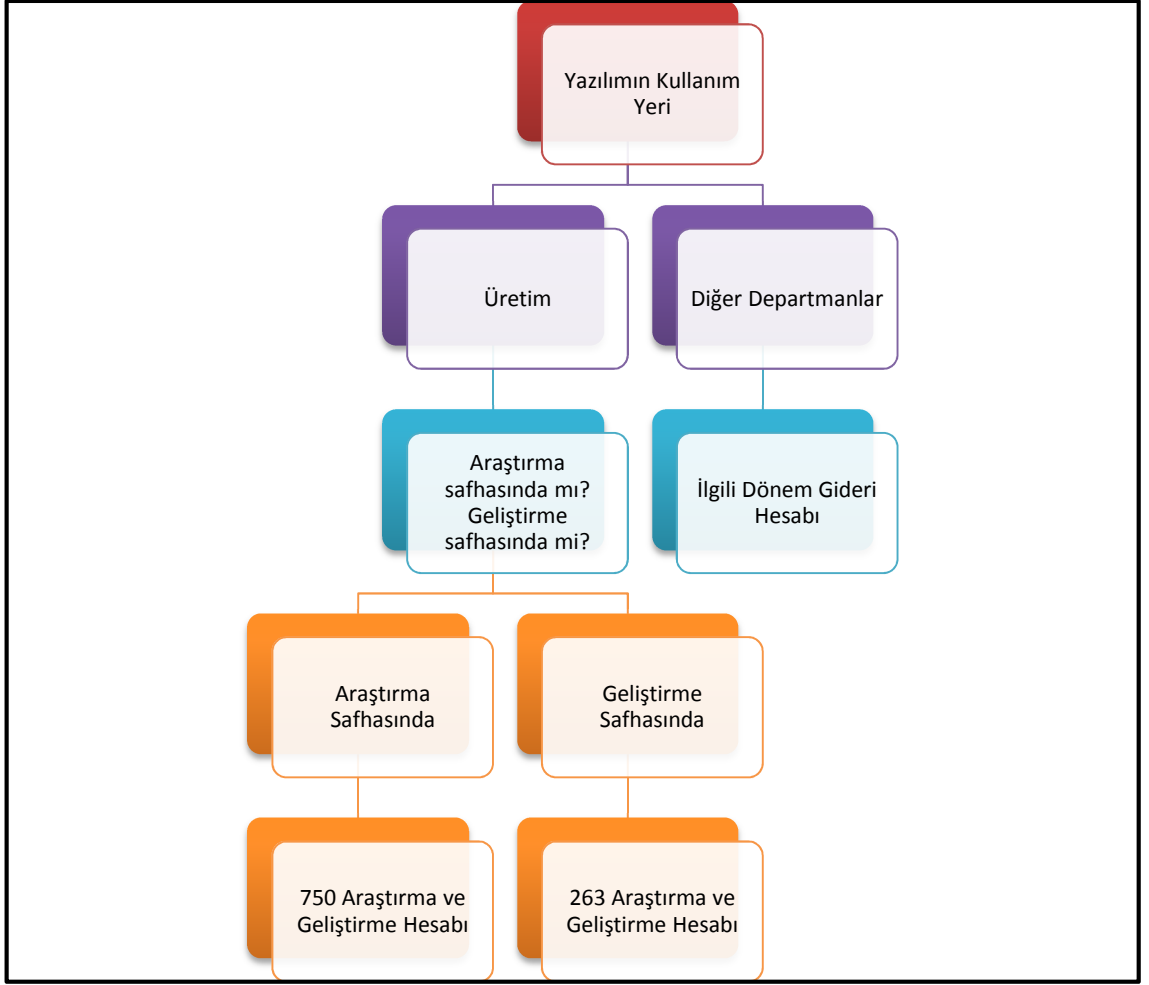 Yazılımın Kullanım
Yeri
Üretim
Diğer Departmanlar
Araştırma
safhasında mı?
Geliştirme
safhasında mi?
İlgili Dönem Gideri
Hesabı
Araştırma
Safhasında
Geliştirme
Safhasında
750 Araştırma ve
Geliştirme Hesabı
263 Araştırma ve
Geliştirme Hesabı